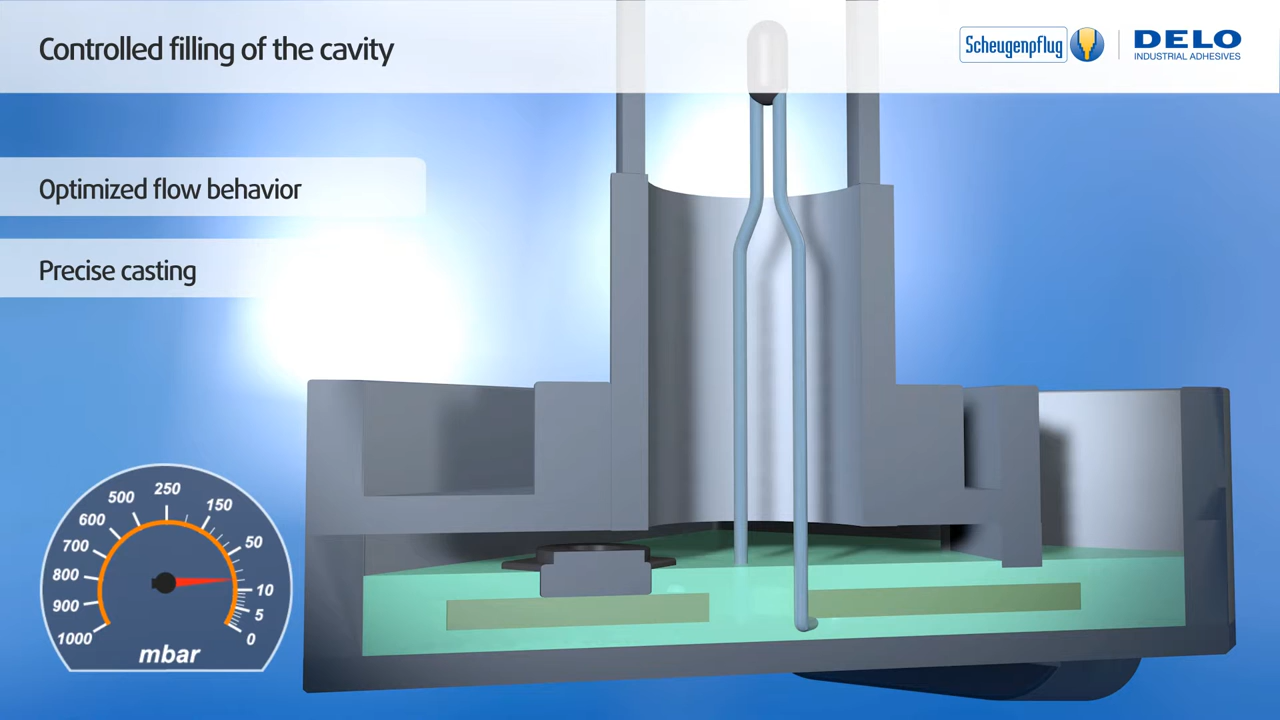 Controlled filling of the cavity
Scheugenpflug
DELO
INDUSTRIAL ADHESIVES
Optimized flow behavior
Precise casting
250
500
150
600
700
50
800
10
900
5
1000
0
mbar